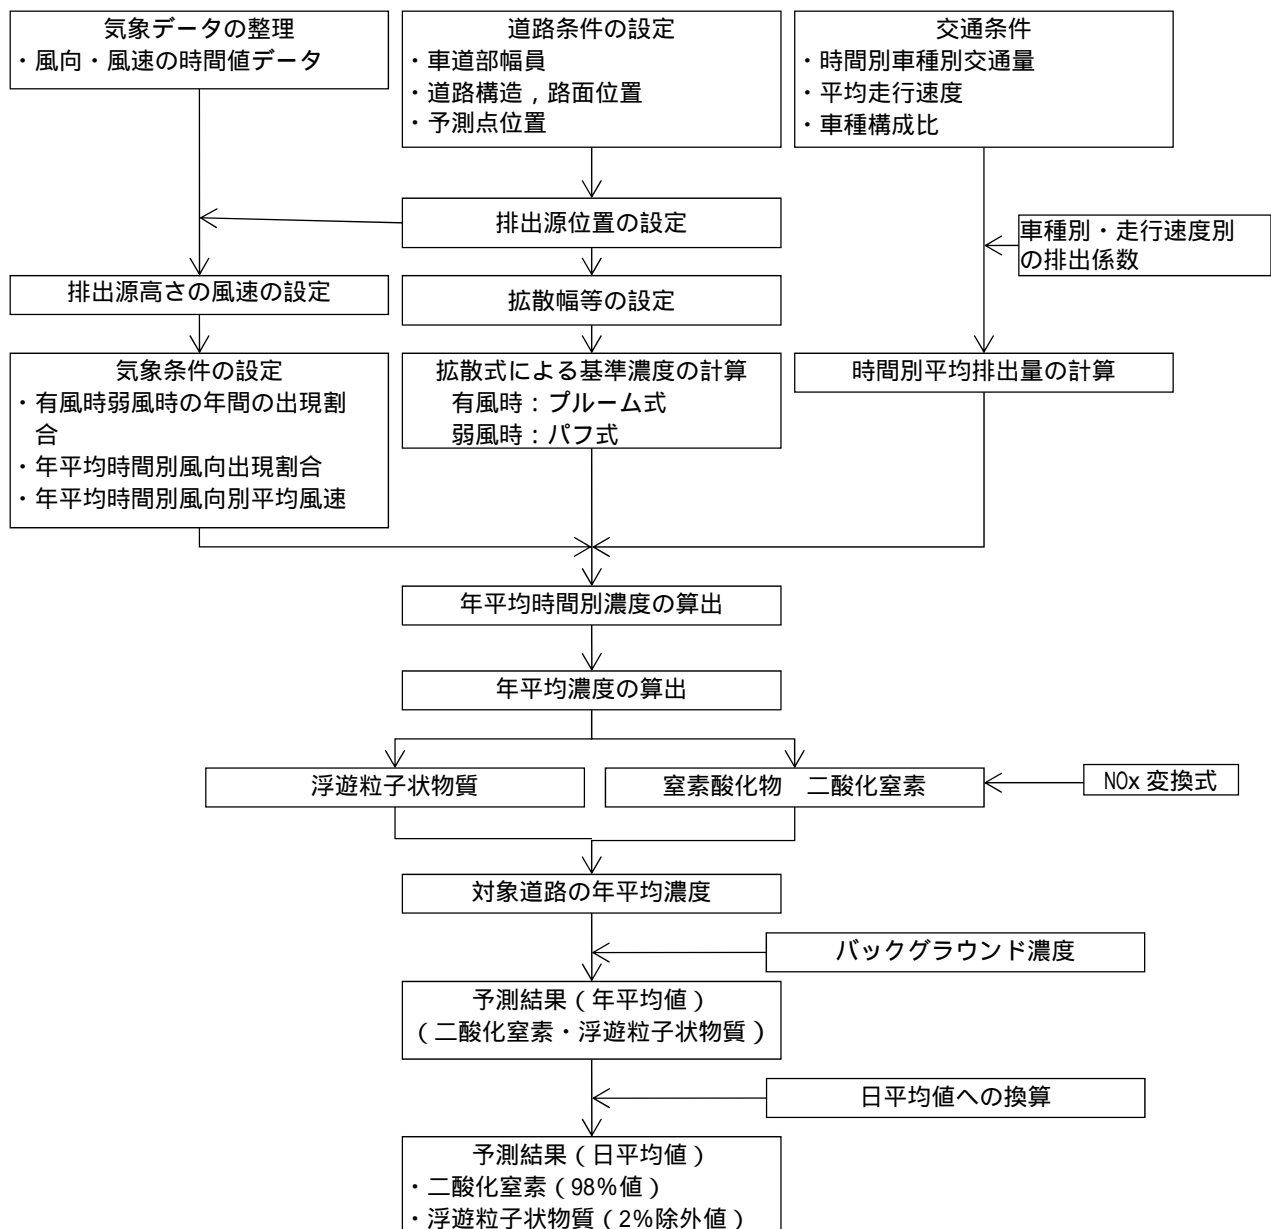 気象データの整理
・風向・風速の時間値データ
道路条件の設定
・車道部幅員
・道路構造，路面位置
・予測点位置
交通条件
・時間別車種別交通量
・平均走行速度
・車種構成比
排出源位置の設定
車種別・走行速度別
の排出係数
排出源高さの風速の設定
拡散幅等の設定
気象条件の設定
・有風時弱風時の年間の出現割
合
・年平均時間別風向出現割合
・年平均時間別風向別平均風速
拡散式による基準濃度の計算
有風時：プルーム式
弱風時：パフ式
時間別平均排出量の計算
年平均時間別濃度の算出
年平均濃度の算出
浮遊粒子状物質
窒素酸化物　二酸化窒素
NOx 変換式
対象道路の年平均濃度
バックグラウンド濃度
予測結果（年平均値）
（二酸化窒素・浮遊粒子状物質）
日平均値への換算
予測結果（日平均値）
・二酸化窒素（98%値）
・浮遊粒子状物質（2%除外値）